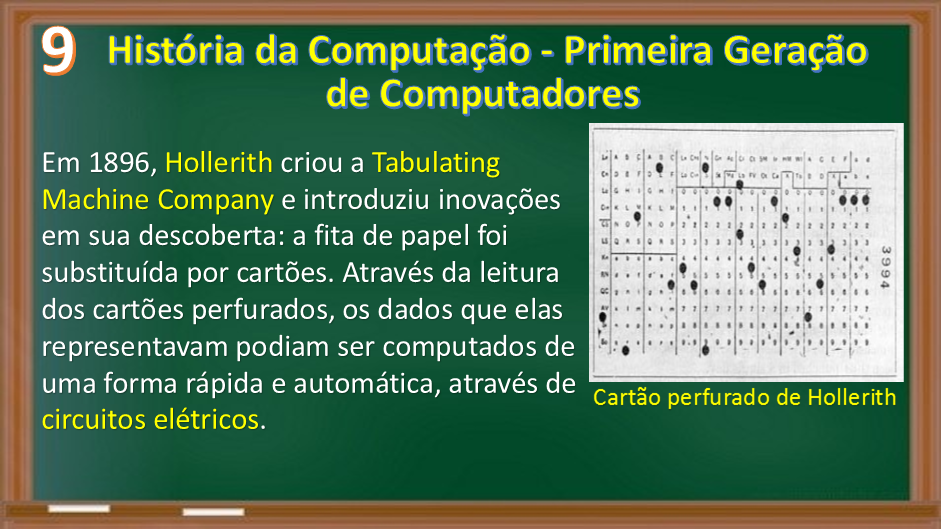 9
História da Computação - Primeira Geração
de Computadores
Em 1896, Hollerith criou a Tabulating
Machine Company e introduziu inovações
em sua descoberta: a fita de papel foi
substituída por cartões. Através da leitura
dos cartões perfurados, os dados que elas
representavam podiam ser computados de
uma forma rápida e automática, através de
circuitos elétricos.
3994
Cartão perfurado de Hollerith